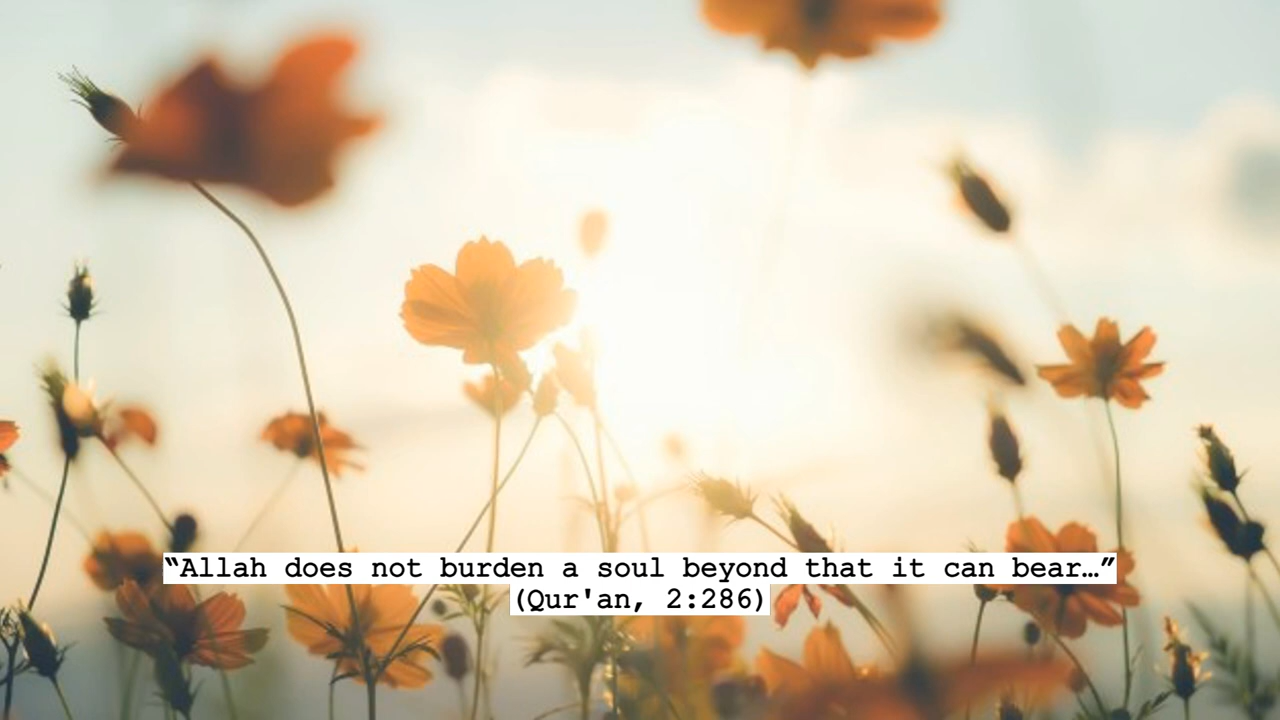 “Allah does not burden a soul beyond that it can bear…”
(Qur'an, 2:286)